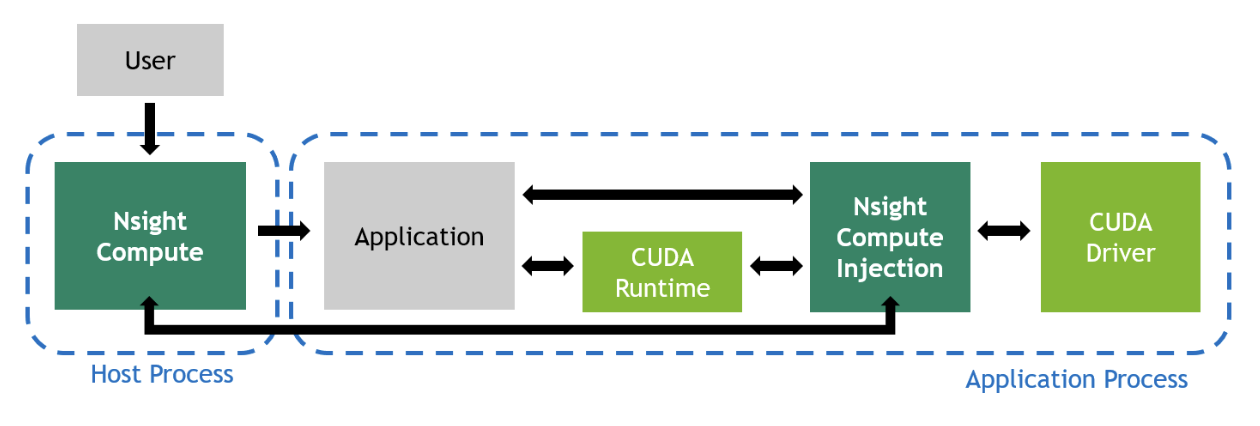 User
Nsight
Compute
Application
CUDA
Runtime
Nsight
Compute
Injection
CUDA
Driver
Host Process
Application Process